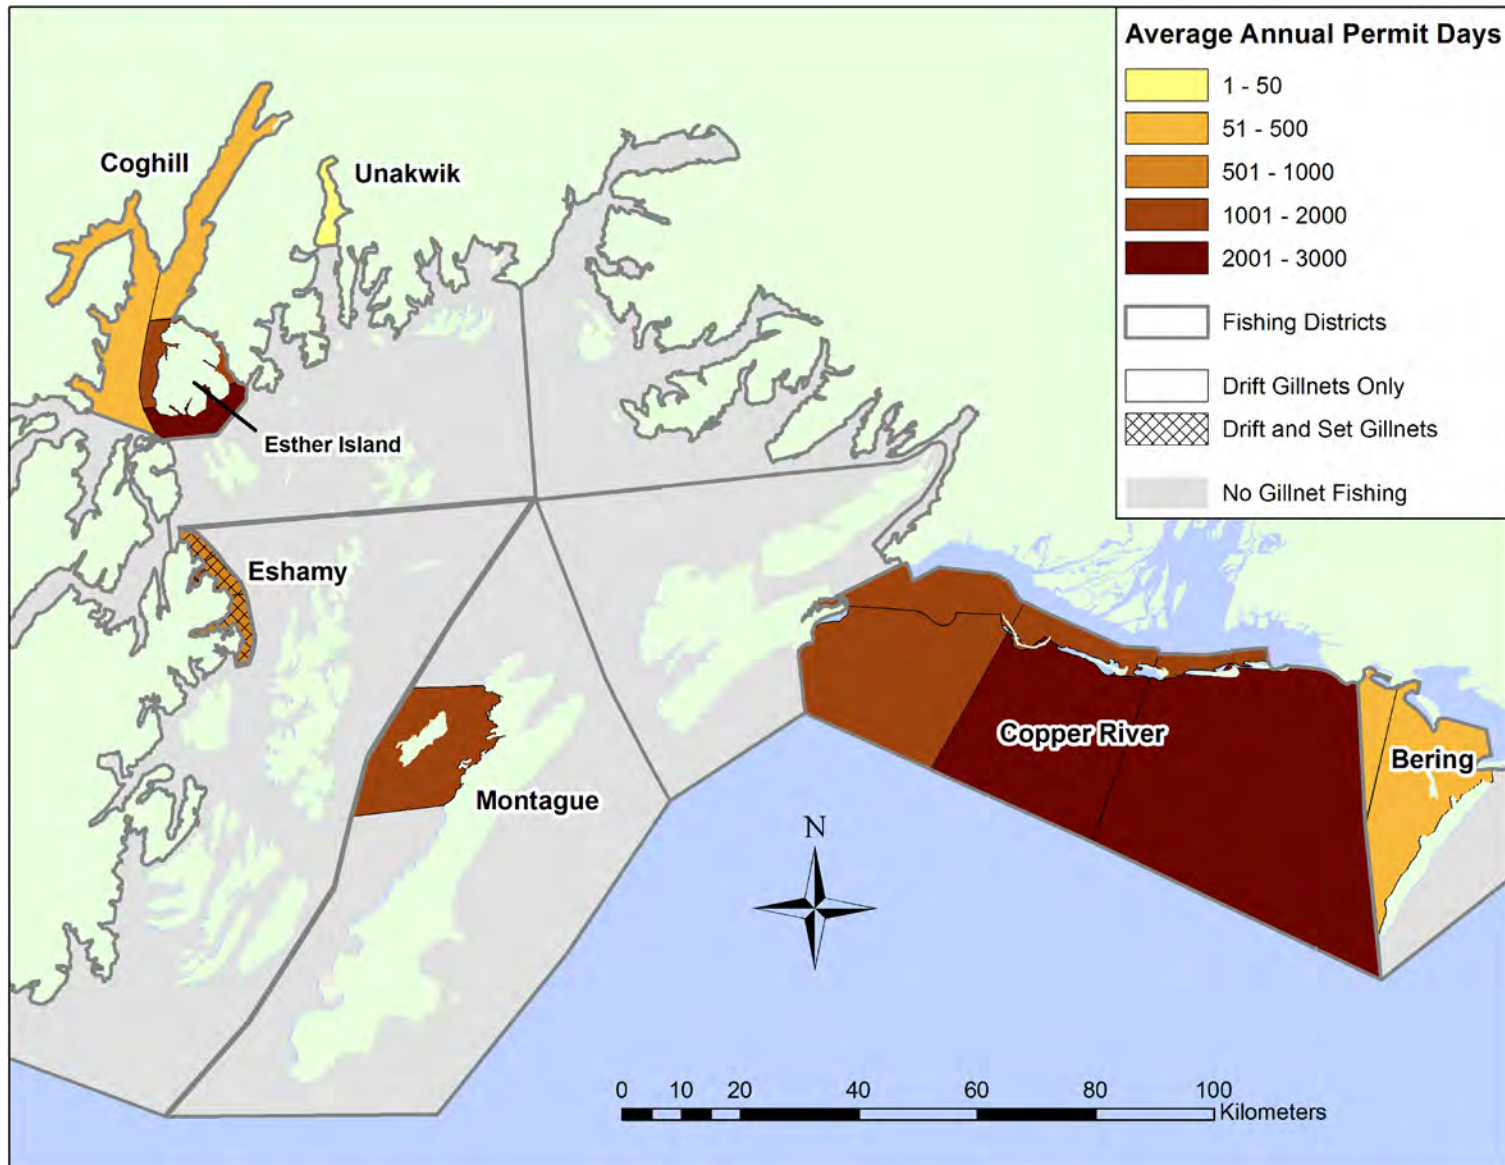 Average Annual Permit Days
1 - 50
51 - 500
501 - 1000
1001 - 2000
2001 - 3000
Fishing Districts
Drift Gillnets Only
Drift and Set Gillnets
No Gillnet Fishing
Coghill
Unakwik
Esther Island
Eshamy
Montague
Copper River
Bering
N
0 10 20 40 60 80 100
Kilometers